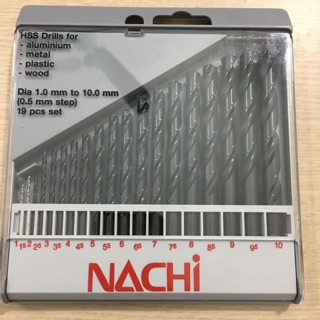 HSS Drills for
- aluminium
- metal
- plastic
- wood
Dia 1.0 mm to 10.0 mm
(0.5 mm step)
19 pcs set
1 15 2 25 3 35 4 45 5 55 6 65 7 75 8 85 9 95 10
NACHi